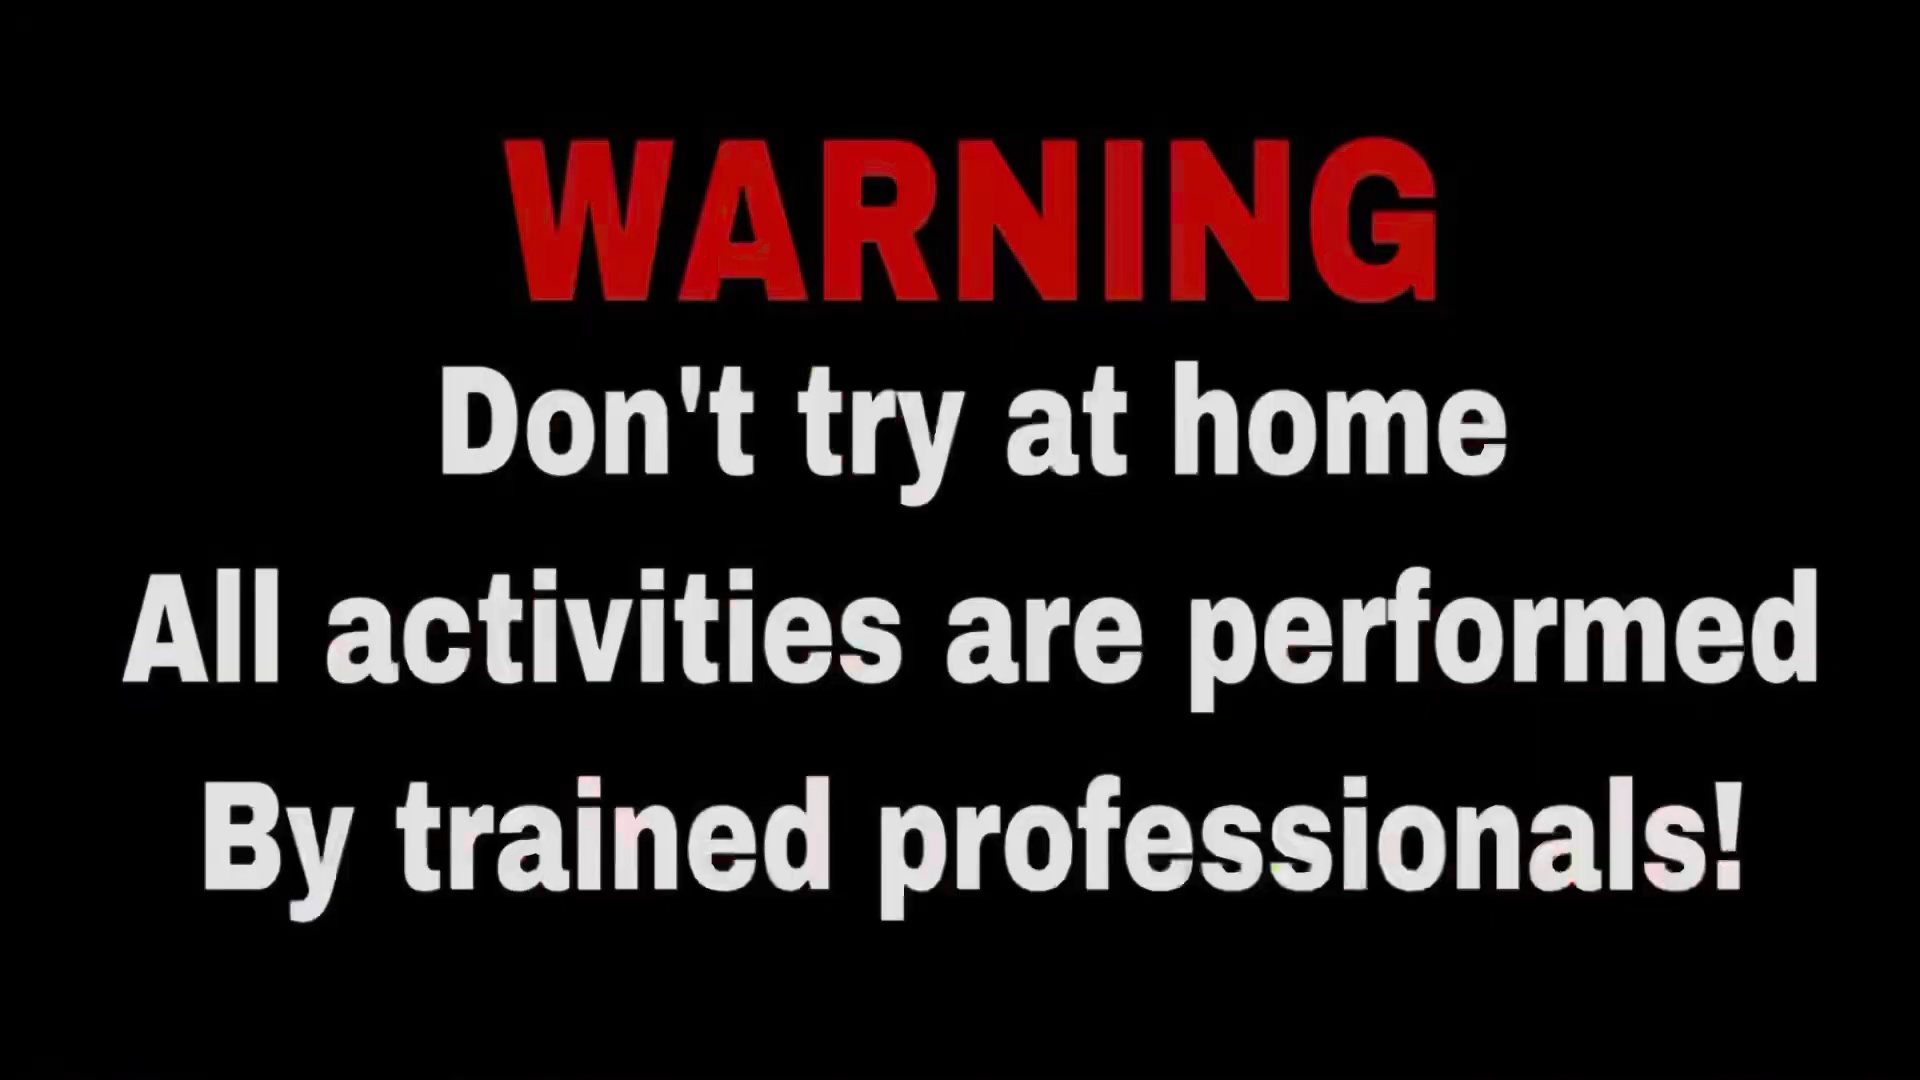 WARNING
Don't try at home
All activities are performed
By trained professionals!